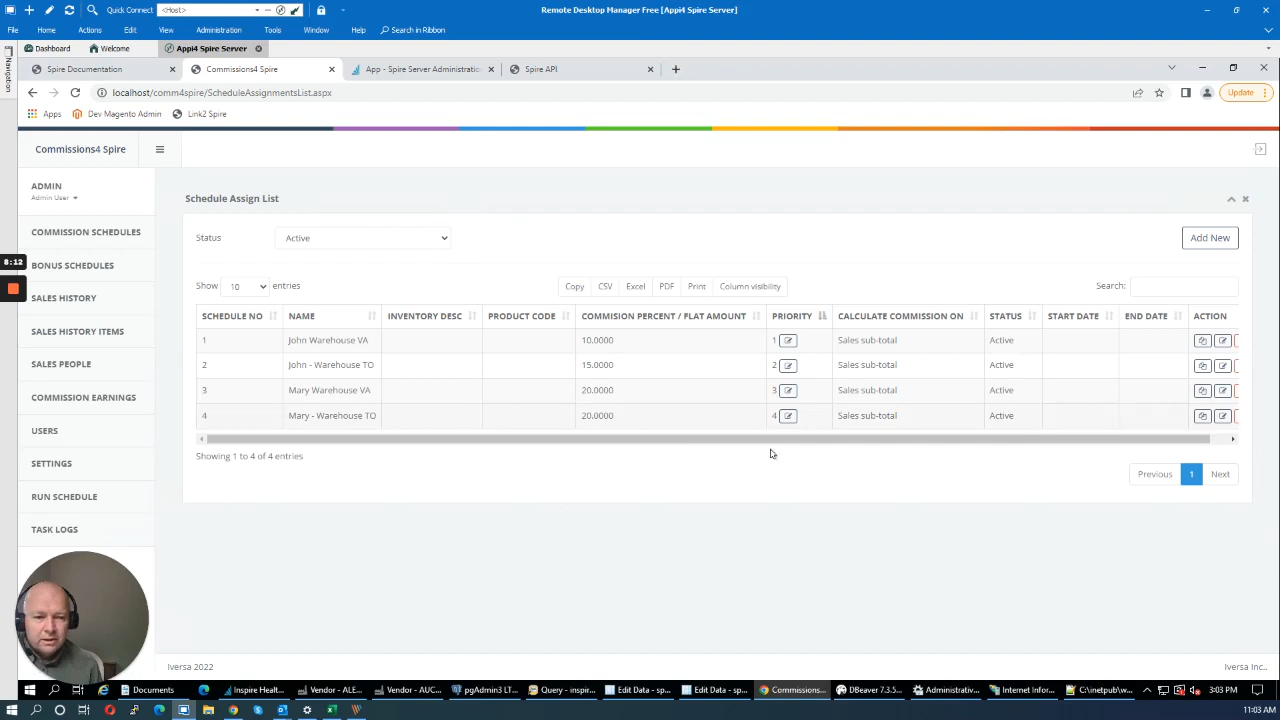 Quick Connect <Host> Remote Desktop Manager Free [Appi4 Spire Server]
File Home Actions Edit View Administration Tools Window Help Search in Ribbon
Navigation
Dashboard Welcome Appi4 Spire Server
Spire Documentation Commissions4 Spire App - Spire Server Administratio Spire API
localhost/comm4spire/ScheduleAssignmentsList.aspx Update
Apps Dev Magento Admin Link2 Spire
Commissions4 Spire
ADMIN
Admin User
COMMISSION SCHEDULES
BONUS SCHEDULES
8:12
SALES HISTORY
SALES HISTORY ITEMS
SALES PEOPLE
COMMISSION EARNINGS
USERS
SETTINGS
RUN SCHEDULE
TASK LOGS
Schedule Assign List
Status Active Add New
Show 10 entries Copy CSV Excel PDF Print Column visibility Search:
SCHEDULE NO NAME INVENTORY DESC PRODUCT CODE COMMISION PERCENT / FLAT AMOUNT PRIORITY CALCULATE COMMISSION ON STATUS START DATE END DATE ACTION
1 John Warehouse VA 10.0000 1 Sales sub-total Active
2 John - Warehouse TO 15.0000 2 Sales sub-total Active
3 Mary Warehouse VA 20.0000 3 Sales sub-total Active
4 Mary - Warehouse TO 20.0000 4 Sales sub-total Active
Showing 1 to 4 of 4 entries
Previous 1 Next
Iversa 2022 Iversa Inc..
Documents Inspire Healt... Vendor - ALE... Vendor - AUC... pgAdmin3 LT... Query - inspir... Edit Data - sp... Edit Data - sp... Commissions... DBeaver 7.3.5... Administrativ... Internet Infor... C:\inetpub\w... 3:03 PM
11:03 AM